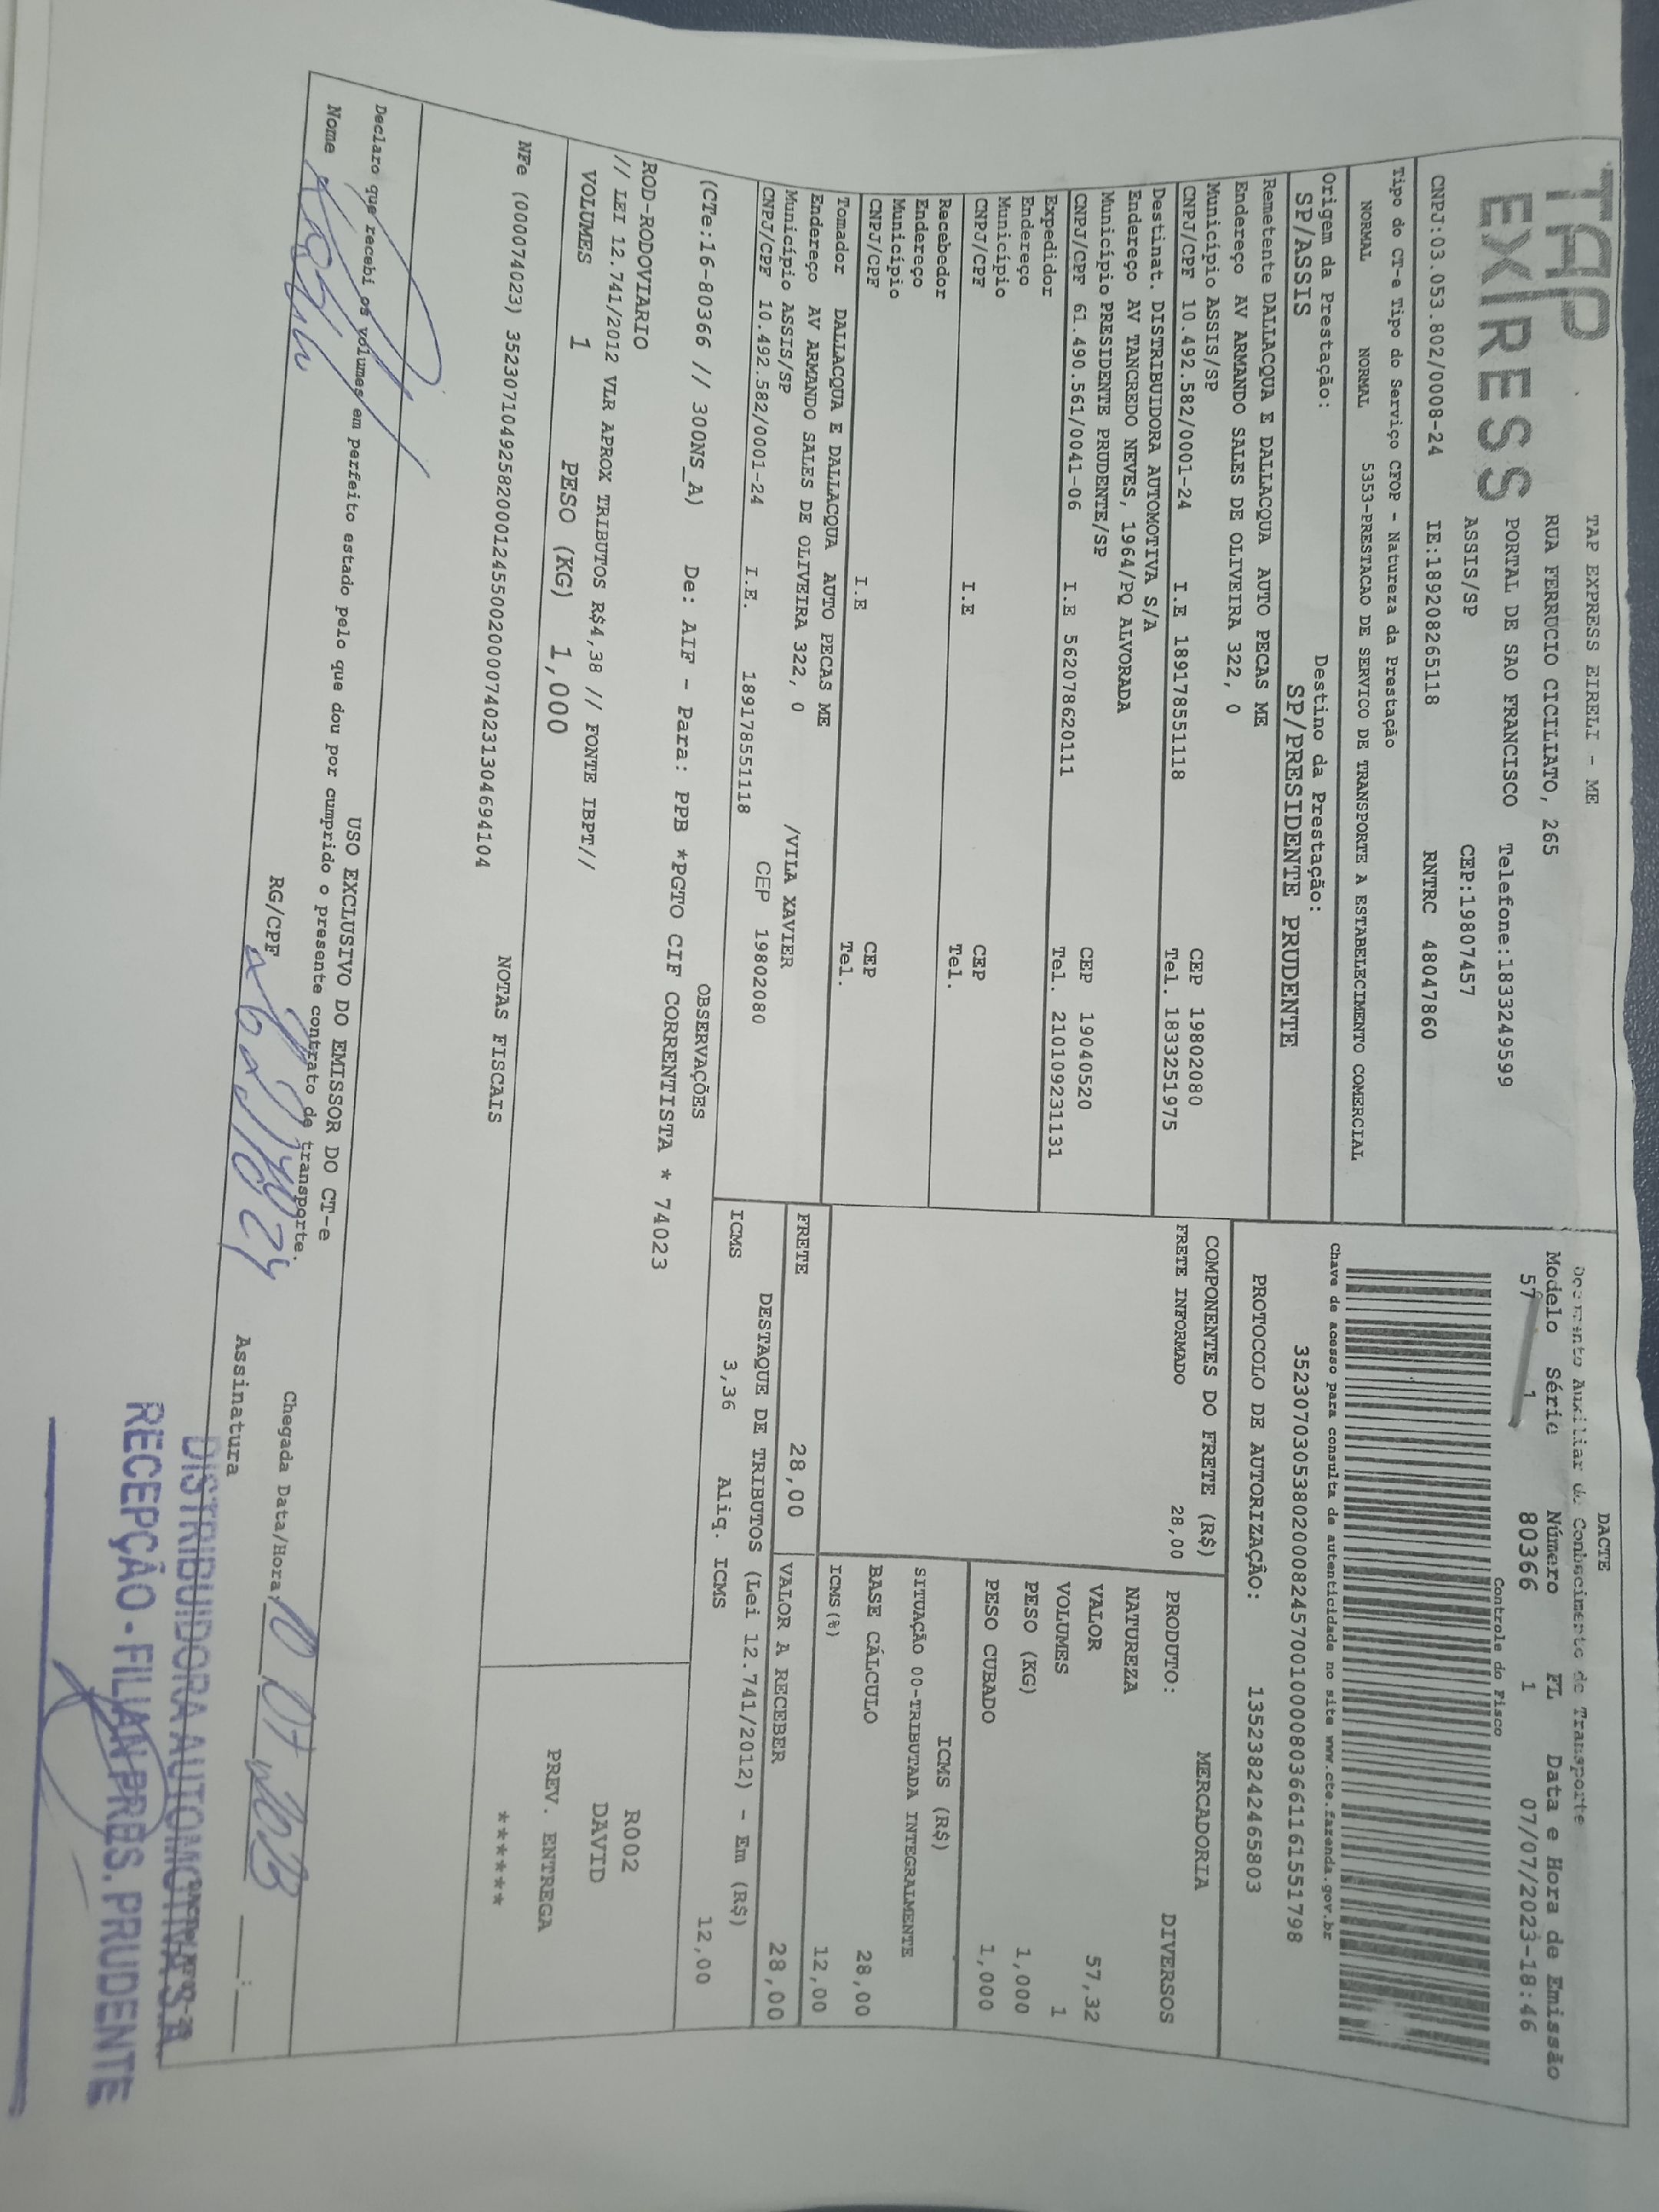 TAP
EXPRESS
TAP EXPRESS EIRELI - ME
RUA FERRUCIO CICILIATO, 265
PORTAL DE SAO FRANCISCO Telefone:1833249599
ASSIS/SP CEP:19807457
CNPJ:03.053.802/0008-24 IE:189208265118 RNTRC 48047860
DACTE
Documento Auxiliar do Conhecimento de Transporte
Modelo Série Número FL Data e Hora de Emissão
57 1 80366 1 07/07/2023-18:46
Controle do Fisco
Chave de acesso para consulta de autenticidade no site www.cte.fazenda.gov.br
35230703053802000824570010000803661161551798
PROTOCOLO DE AUTORIZAÇÃO: 135238242465803
Tipo do CT-e Tipo do Serviço CFOP - Natureza da Prestação
NORMAL NORMAL 5353-PRESTACAO DE SERVICO DE TRANSPORTE A ESTABELECIMENTO COMERCIAL
Origem da Prestação: Destino da Prestação:
SP/ASSIS SP/PRESIDENTE PRUDENTE
Remetente DALLACQUA E DALLACQUA AUTO PECAS ME
Endereço AV ARMANDO SALES DE OLIVEIRA 322, 0
Município ASSIS/SP CEP 19802080
CNPJ/CPF 10.492.582/0001-24 I.E 189178551118 Tel. 1833251975
Destinat. DISTRIBUIDORA AUTOMOTIVA S/A
Endereço AV TANCREDO NEVES, 1964/PQ ALVORADA
Município PRESIDENTE PRUDENTE/SP CEP 19040520
CNPJ/CPF 61.490.561/0041-06 I.E 562078620111 Tel. 210109231131
Expedidor
Endereço
Município CEP
CNPJ/CPF I.E Tel.
Recebedor
Endereço
Município CEP
CNPJ/CPF I.E Tel.
Tomador DALLACQUA E DALLACQUA AUTO PECAS ME
Endereço AV ARMANDO SALES DE OLIVEIRA 322, 0 /VILA XAVIER
Município ASSIS/SP CEP 19802080
CNPJ/CPF 10.492.582/0001-24 I.E. 189178551118
COMPONENTES DO FRETE (R$)
FRETE INFORMADO 28,00
MERCADORIA
PRODUTO: DIVERSOS
NATUREZA
VALOR 57,32
VOLUMES 1
PESO (KG) 1,000
PESO CUBADO 1,000
ICMS (R$)
SITUAÇÃO 00-TRIBUTADA INTEGRALMENTE
BASE CÁLCULO 28,00
ICMS(%) 12,00
FRETE 28,00 VALOR A RECEBER 28,00
DESTAQUE DE TRIBUTOS (Lei 12.741/2012) - Em (R$)
ICMS 3,36 Aliq. ICMS 12,00
OBSERVAÇÕES
(CTe:16-80366 // 300NS_A) De: AIF - Para: PPB *PGTO CIF CORRENTISTA * 74023
ROD-RODOVIARIO
// LEI 12.741/2012 VLR APROX TRIBUTOS R$4,38 // FONTE IBPT//
VOLUMES 1 PESO (KG) 1,000
R002
DAVID
PREV. ENTREGA
*******
NOTAS FISCAIS
NFe (000074023) 35230710492582000124550020000740231304694104
USO EXCLUSIVO DO EMISSOR DO CT-e
Declaro que recebi os volumes em perfeito estado pelo que dou por cumprido o presente contrato de transporte.
Nome RG/CPF Assinatura
Chegada Data/Hora 10 07
DISTRIBUIDORA AUTOMOTIVA S.A
RECEPÇÃO - FILIAL PRES. PRUDENTE